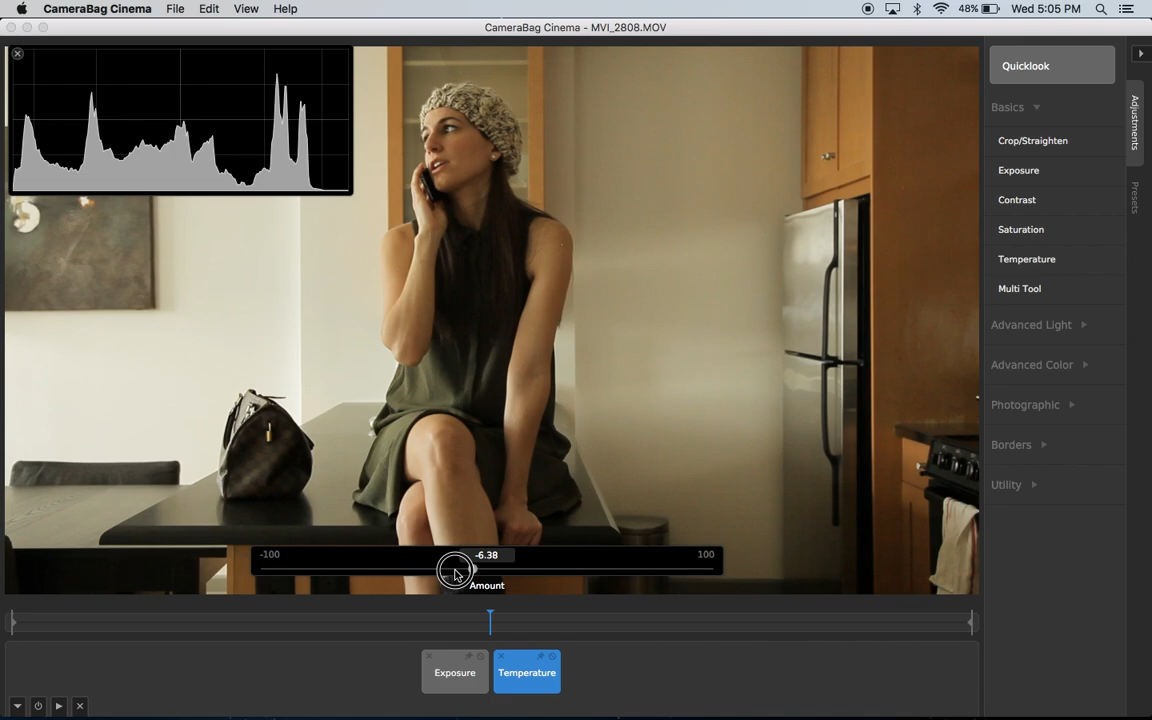 CameraBag Cinema File Edit View Help 48% Wed 5:05 PM
CameraBag Cinema - MVI_2808.MOV
Quicklook
Basics
Crop/Straighten
Exposure
Contrast
Saturation
Temperature
Multi Tool
Advanced Light
Advanced Color
Photographic
Borders
Utility
Adjustments
Presets
-100 -6.38 100
Amount
Exposure Temperature